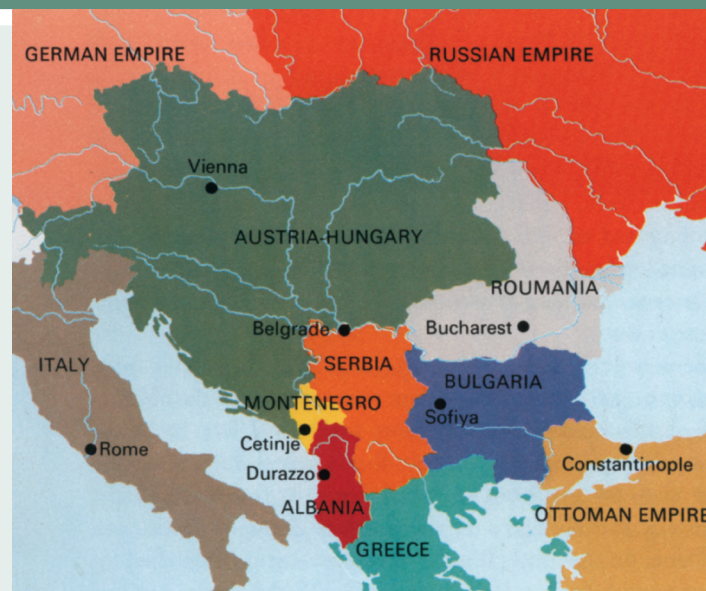 GERMAN EMPIRE
RUSSIAN EMPIRE
Vienna
AUSTRIA-HUNGARY
ROUMANIA
Belgrade
Bucharest
ITALY
SERBIA
BULGARIA
MONTENEGRO
Sofiya
Cetinje
Rome
Constantinople
Durazzo
ALBANIA
OTTOMAN EMPIRE
GREECE